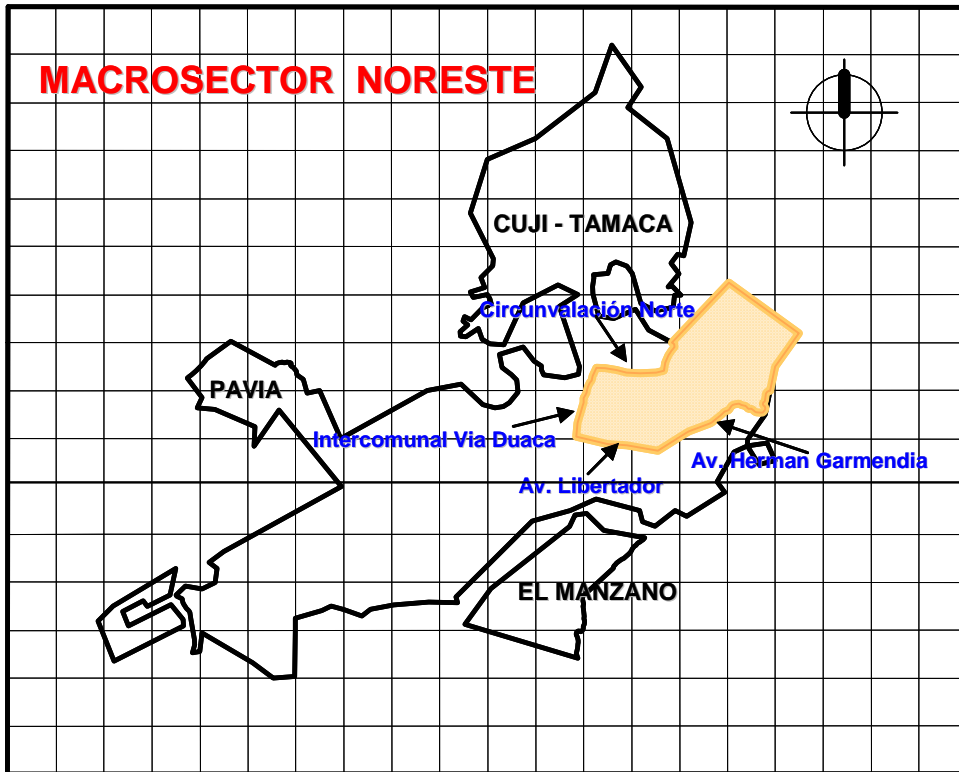 MACROSECTOR NORESTE
CUJI - TAMACA
Circunvalación Norte
PAVIA
Intercomunal Via Duaca
Av. Herman Garmendia
Av. Libertador
EL MANZANO